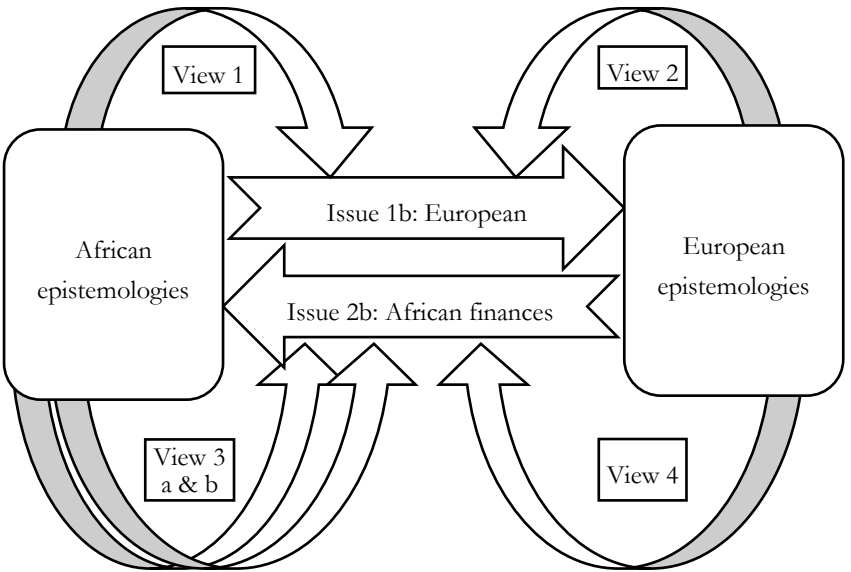 View 1
View 2
Issue 1b: European
African
epistemologies
European
epistemologies
Issue 2b: African finances
View 3
a & b
View 4